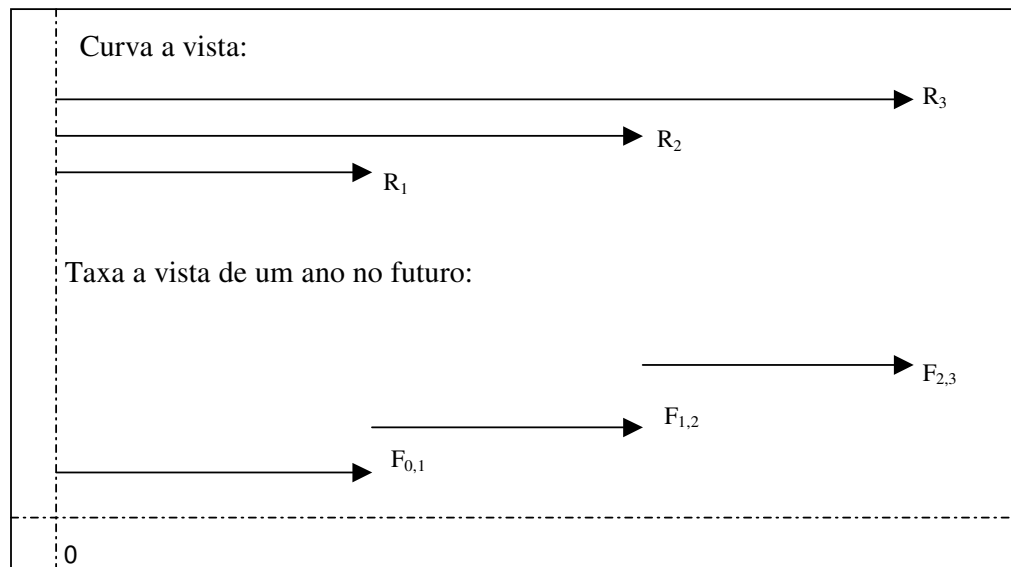 Curva a vista:
R₃
R₂
R₁
Taxa a vista de um ano no futuro:
F₂,₃
F₁,₂
F₀,₁
0